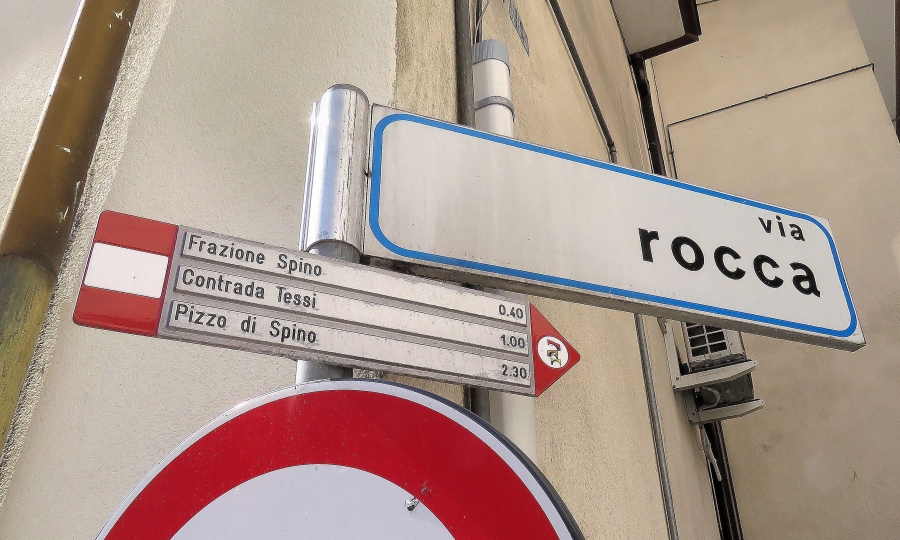 via
rocca
Frazione Spino 0.40
Contrada Tessi 1.00
Pizzo di Spino 2.30